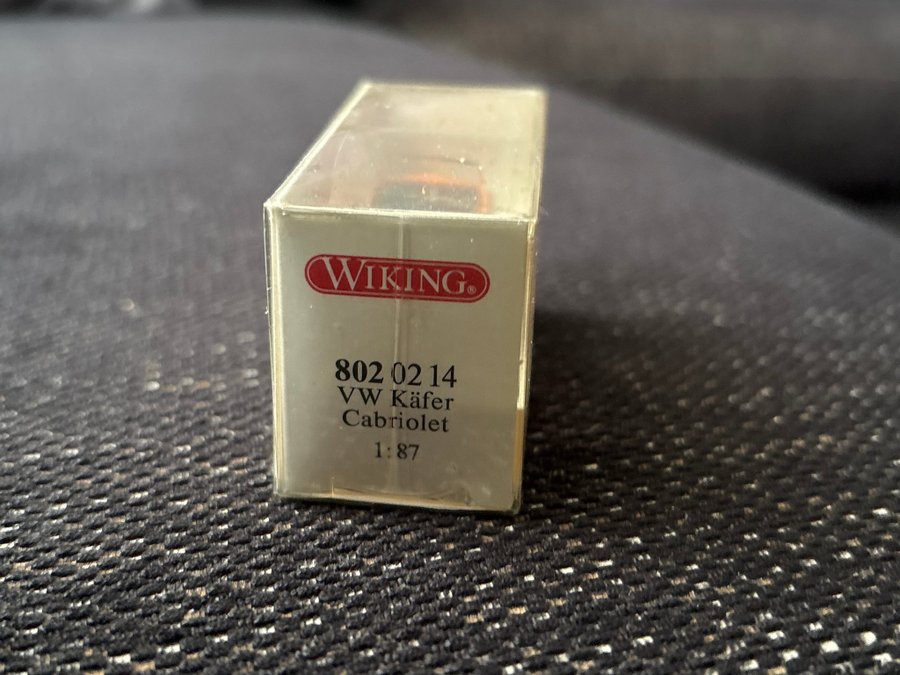 WIKING®
802 02 14
VW Käfer
Cabriolet
1:87